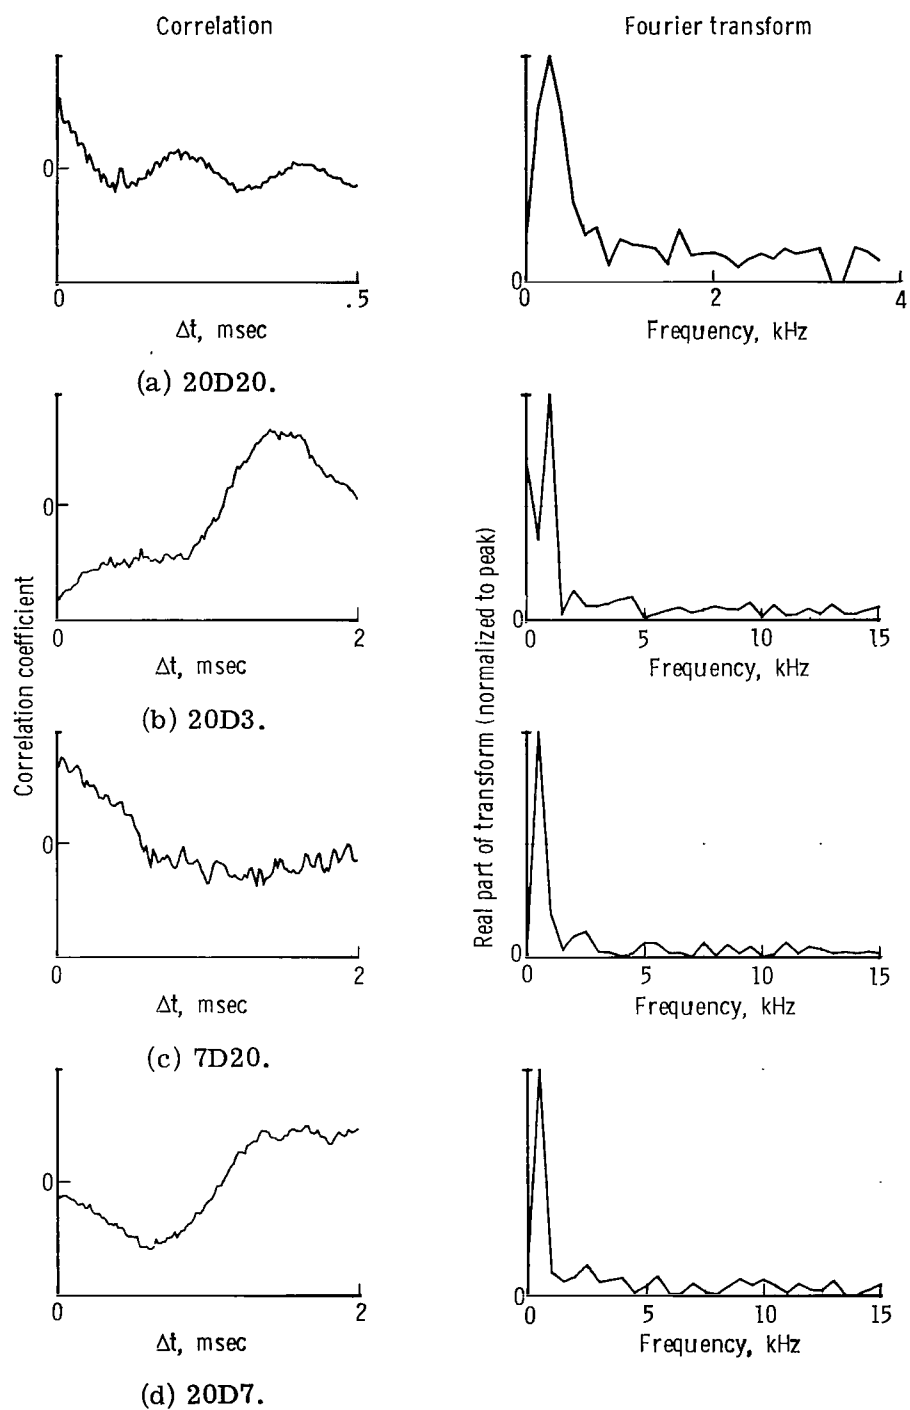 Correlation
Fourier transform
0
0 .5
Δt, msec
0
0 2 4
Frequency, kHz
(a) 20D20.
0
0 2
Δt, msec
0
0 5 10 15
Frequency, kHz
(b) 20D3.
Correlation coefficient
Real part of transform (normalized to peak)
0
0 2
Δt, msec
0
0 5 10 15
Frequency, kHz
(c) 7D20.
0
0 2
Δt, msec
0
0 5 10 15
Frequency, kHz
(d) 20D7.